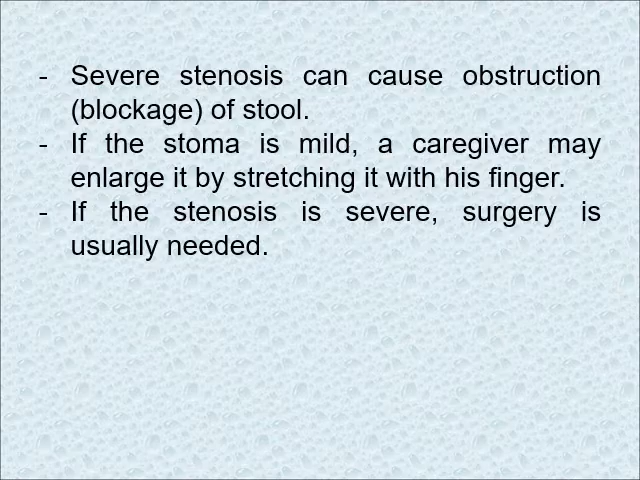 - Severe stenosis can cause obstruction
(blockage) of stool.
- If the stoma is mild, a caregiver may
enlarge it by stretching it with his finger.
- If the stenosis is severe, surgery is
usually needed.